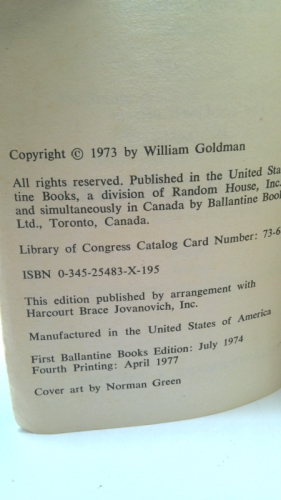 Copyright © 1973 by William Goldman
All rights reserved. Published in the United Sta
tine Books, a division of Random House, Inc.
and simultaneously in Canada by Ballantine Book
Ltd., Toronto, Canada.
Library of Congress Catalog Card Number: 73-6
ISBN 0-345-25483-X-195
This edition published by arrangement with
Harcourt Brace Jovanovich, Inc.
Manufactured in the United States of America
First Ballantine Books Edition: July 1974
Fourth Printing: April 1977
Cover art by Norman Green